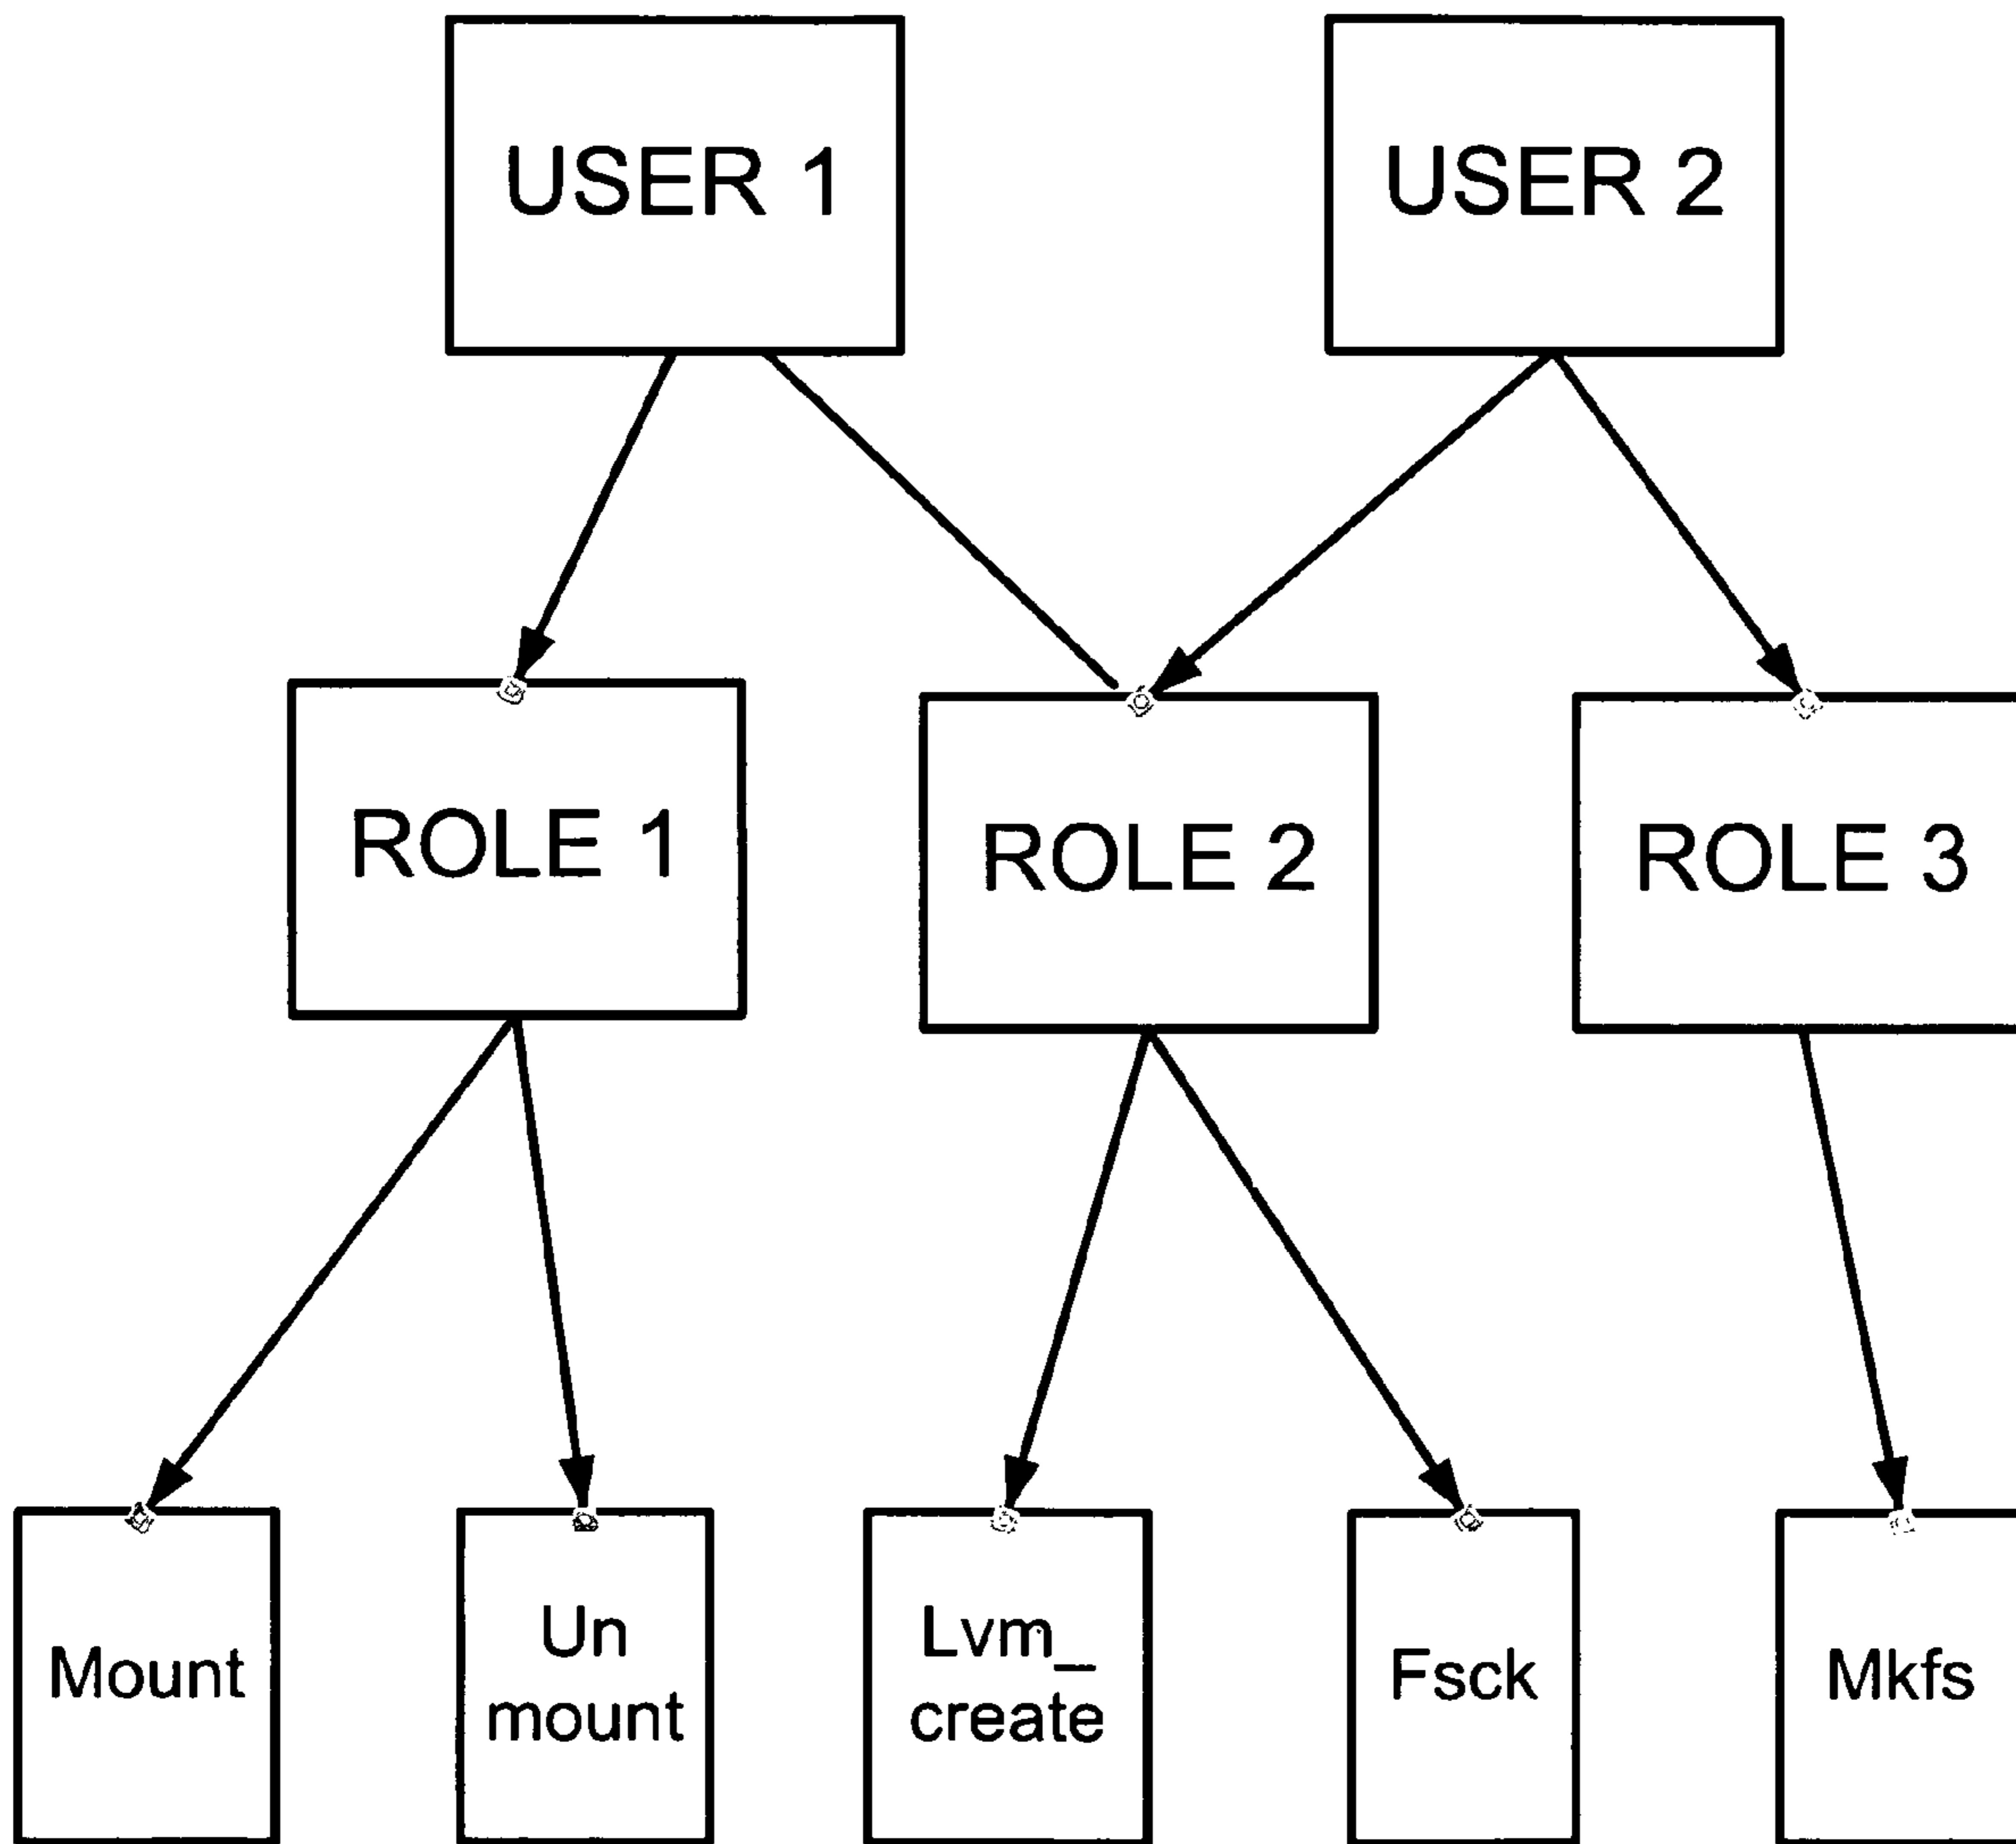 USER 1
USER 2
ROLE 1
ROLE 2
ROLE 3
Mount
Un
mount
Lvm_
create
Fsck
Mkfs